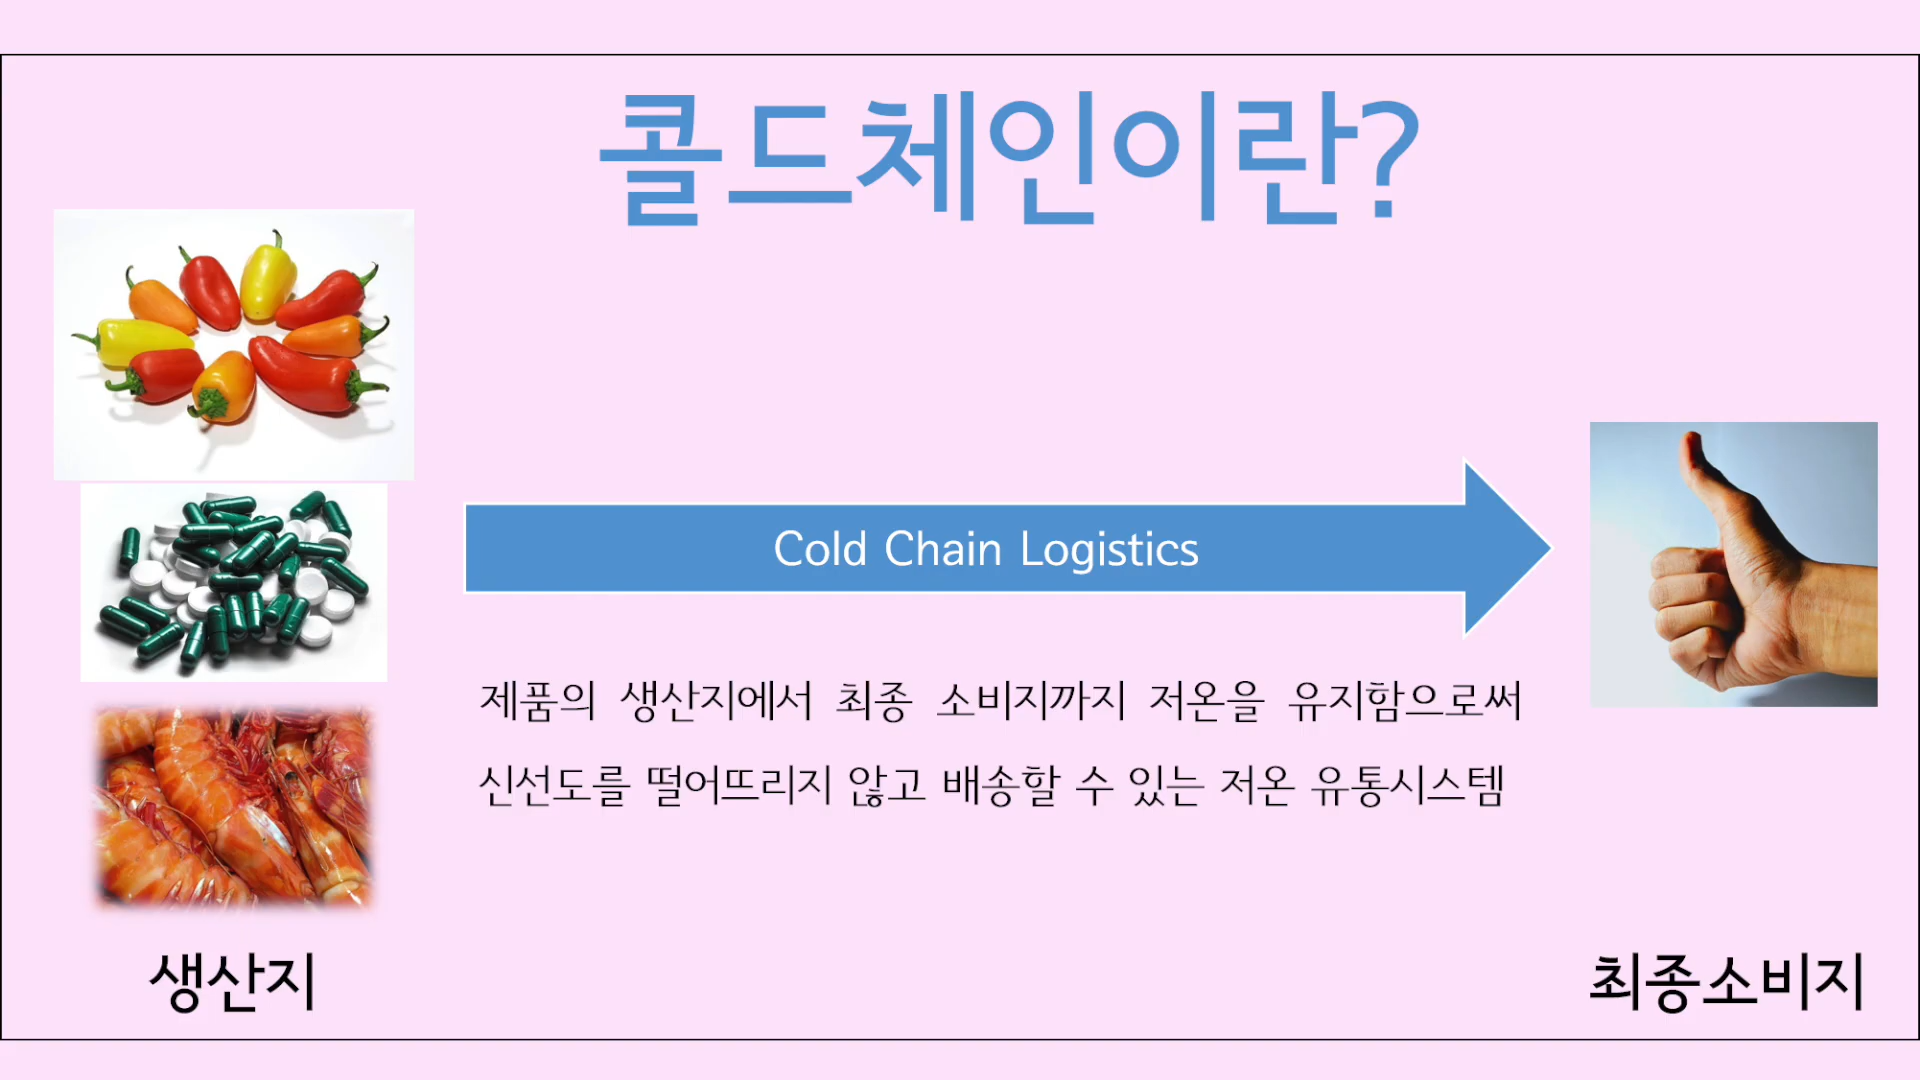 콜드체인이란?
Cold Chain Logistics
제품의 생산지에서 최종 소비지까지 저온을 유지함으로써
신선도를 떨어뜨리지 않고 배송할 수 있는 저온 유통시스템
생산지
최종소비지